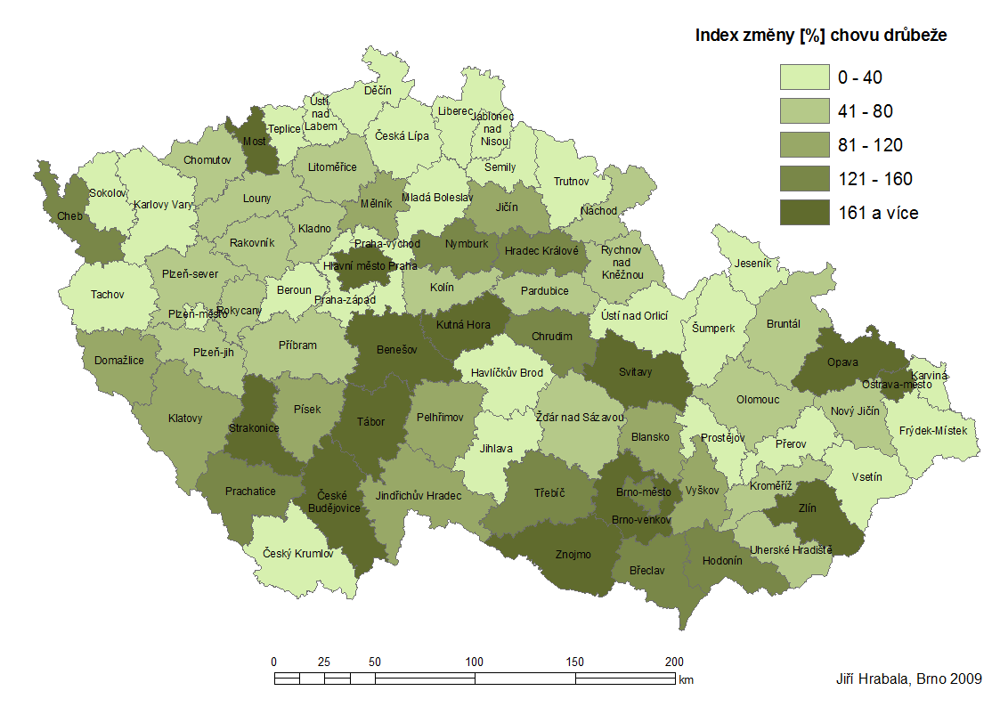 Index změny [%] chovu drůbeže
0 - 40
41 - 80
81 - 120
121 - 160
161 a více
Děčín
Ústí
nad
Labem
Liberec
Jablonec
nad
Nisou
Teplice
Most
Česká Lípa
Chomutov
Litoměřice
Semily
Trutnov
Sokolov
Karlovy Vary
Louny
Mělník
Mladá Boleslav
Jičín
Náchod
Cheb
Kladno
Rakovník
Praha-východ
Nymburk
Hradec Králové
Rychnov
nad
Kněžnou
Jeseník
Plzeň-sever
Hlavní město Praha
Tachov
Beroun
Praha-západ
Kolín
Pardubice
Plzeň-město
Rokycany
Ústí nad Orlicí
Šumperk
Bruntál
Kutná Hora
Chrudim
Domažlice
Plzeň-jih
Příbram
Benešov
Opava
Havlíčkův Brod
Svitavy
Karviná
Ostrava-město
Klatovy
Písek
Tábor
Pelhřimov
Žďár nad Sázavou
Olomouc
Nový Jičín
Strakonice
Blansko
Prostějov
Přerov
Frýdek-Místek
Jihlava
Vsetín
Prachatice
České
Budějovice
Jindřichův Hradec
Třebíč
Brno-město
Vyškov
Kroměříž
Brno-venkov
Zlín
Český Krumlov
Znojmo
Břeclav
Hodonín
Uherské Hradiště
0 25 50 100 150 200
km
Jiří Hrabala, Brno 2009